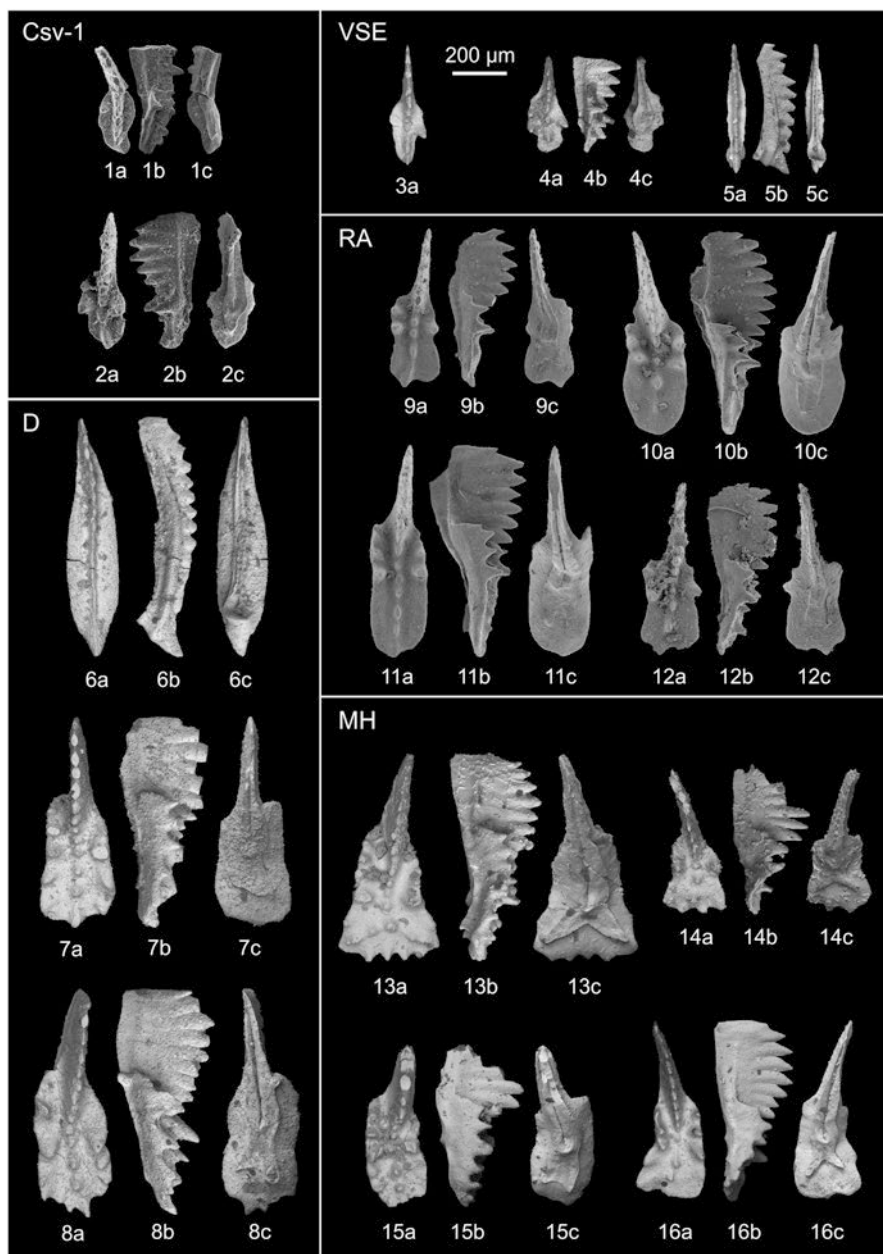 Csv-1
1a 1b 1c
2a 2b 2c
VSE
200 µm
3a 4a 4b 4c 5a 5b 5c
D
6a 6b 6c
7a 7b 7c
8a 8b 8c
RA
9a 9b 9c 10a 10b 10c
11a 11b 11c 12a 12b 12c
MH
13a 13b 13c 14a 14b 14c
15a 15b 15c 16a 16b 16c